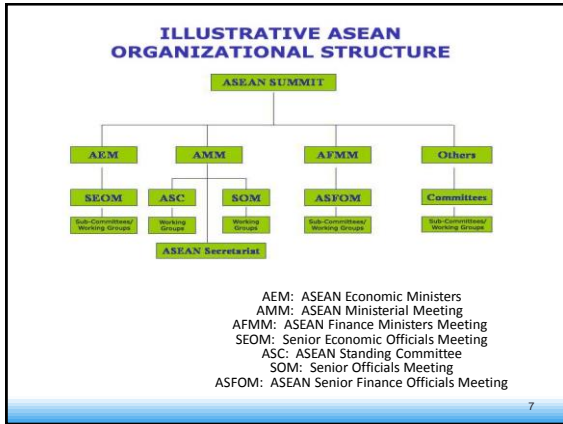 ILLUSTRATIVE ASEAN
ORGANIZATIONAL STRUCTURE
ASEAN SUMMIT
AEM
AMM
AFMM
Others
SEOM
ASC
SOM
ASFOM
Committees
Sub-Committees/
Working Groups
Working
Groups
Working
Groups
Sub-Committees/
Working Groups
Sub-Committees/
Working Groups
ASEAN Secretariat
AEM: ASEAN Economic Ministers
AMM: ASEAN Ministerial Meeting
AFMM: ASEAN Finance Ministers Meeting
SEOM: Senior Economic Officials Meeting
ASC: ASEAN Standing Committee
SOM: Senior Officials Meeting
ASFOM: ASEAN Senior Finance Officials Meeting
7